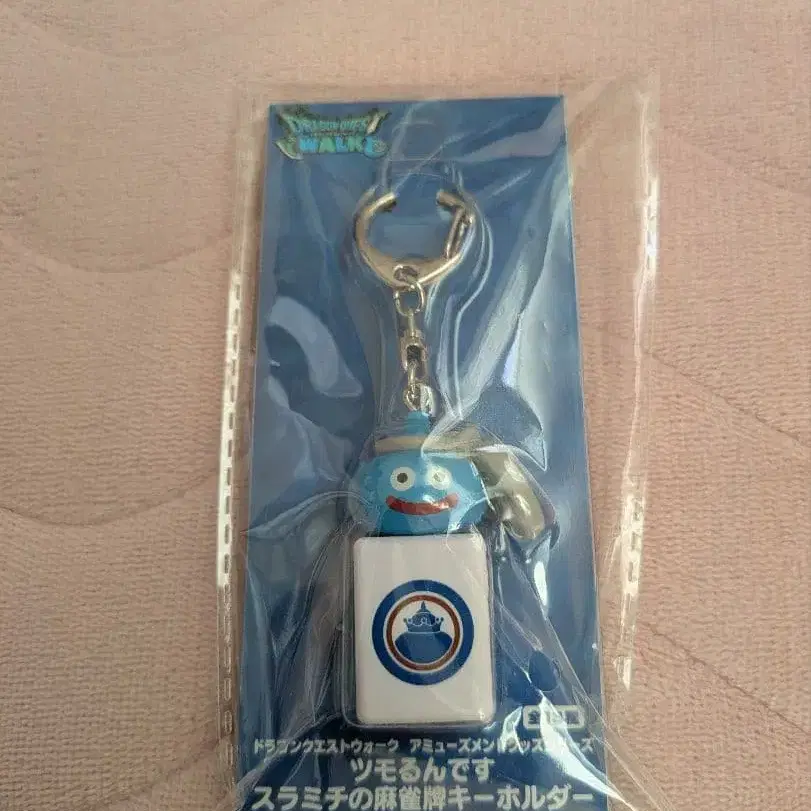 DRAGON QUEST
WALK
ドラゴンクエストウォーク アミューズメントグッズシリーズ
ツモるんです
スラミチの麻雀牌キーホルダー